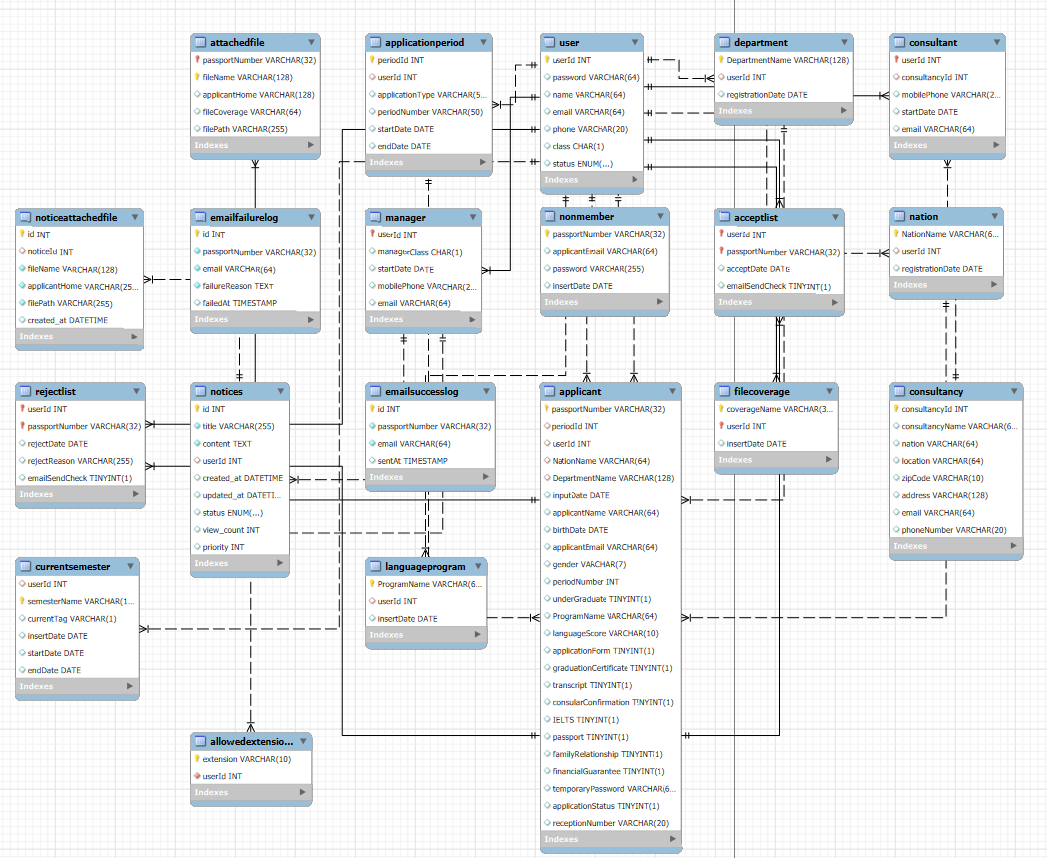 attachedfile
passportNumber VARCHAR(32)
fileName VARCHAR(128)
applicantHome VARCHAR(128)
fileCoverage VARCHAR(64)
filePath VARCHAR(255)
Indexes
applicationperiod
periodId INT
userId INT
applicationType VARCHAR(5...
periodNumber VARCHAR(50)
startDate DATE
endDate DATE
Indexes
user
userId INT
password VARCHAR(64)
name VARCHAR(64)
email VARCHAR(64)
phone VARCHAR(20)
class CHAR(1)
status ENUM(...)
Indexes
department
DepartmentName VARCHAR(128)
userId INT
registrationDate DATE
Indexes
consultant
userId INT
consultancyId INT
mobilePhone VARCHAR(2...
startDate DATE
email VARCHAR(64)
Indexes
noticeattachedfile
id INT
noticeId INT
fileName VARCHAR(128)
applicantHome VARCHAR(25...
filePath VARCHAR(255)
created_at DATETIME
Indexes
emailfailurelog
id INT
passportNumber VARCHAR(32)
email VARCHAR(64)
failureReason TEXT
failedAt TIMESTAMP
Indexes
manager
userId INT
managerClass CHAR(1)
startDate DATE
mobilePhone VARCHAR(2...
email VARCHAR(64)
Indexes
nonmember
passportNumber VARCHAR(32)
applicantEmail VARCHAR(64)
password VARCHAR(255)
insertDate DATE
Indexes
acceptlist
userId INT
passportNumber VARCHAR(32)
acceptDate DATE
emailSendCheck TINYINT(1)
Indexes
nation
NationName VARCHAR(6...
userId INT
registrationDate DATE
Indexes
rejectlist
userId INT
passportNumber VARCHAR(32)
rejectDate DATE
rejectReason VARCHAR(255)
emailSendCheck TINYINT(1)
Indexes
notices
id INT
title VARCHAR(255)
content TEXT
userId INT
created_at DATETIME
updated_at DATETI...
status ENUM(...)
view_count INT
priority INT
Indexes
emailsuccesslog
id INT
passportNumber VARCHAR(32)
email VARCHAR(64)
sentAt TIMESTAMP
Indexes
applicant
passportNumber VARCHAR(32)
periodId INT
userId INT
NationName VARCHAR(64)
DepartmentName VARCHAR(128)
inputDate DATE
applicantName VARCHAR(64)
birthDate DATE
applicantEmail VARCHAR(64)
gender VARCHAR(7)
periodNumber INT
underGraduate TINYINT(1)
ProgramName VARCHAR(64)
languageScore VARCHAR(10)
applicationForm TINYINT(1)
graduationCertificate TINYINT(1)
transcript TINYINT(1)
consularConfirmation TINYINT(1)
IELTS TINYINT(1)
passport TINYINT(1)
familyRelationship TINYINT(1)
financialGuarantee TINYINT(1)
temporaryPassword VARCHAR(6...
applicationStatus TINYINT(1)
receptionNumber VARCHAR(20)
Indexes
filecoverage
coverageName VARCHAR(3...
userId INT
insertDate DATE
Indexes
consultancy
consultancyId INT
consultancyName VARCHAR(6...
nation VARCHAR(64)
location VARCHAR(64)
zipCode VARCHAR(10)
address VARCHAR(128)
email VARCHAR(64)
phoneNumber VARCHAR(20)
Indexes
currentsemester
userId INT
semesterName VARCHAR(1...
currentTag VARCHAR(1)
insertDate DATE
startDate DATE
endDate DATE
Indexes
languageprogram
ProgramName VARCHAR(6...
userId INT
insertDate DATE
Indexes
allowedextensio...
extension VARCHAR(10)
userId INT
Indexes